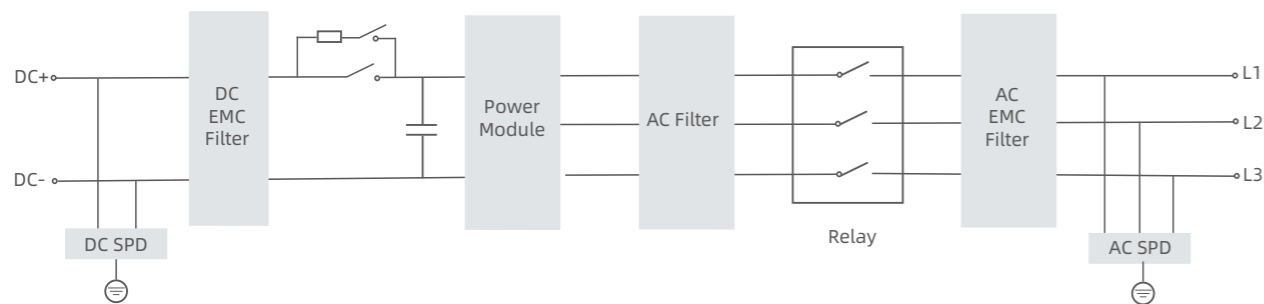 DC+
DC-
DC SPD
DC
EMC
Filter
Power
Module
AC Filter
Relay
AC
EMC
Filter
L1
L2
L3
AC SPD